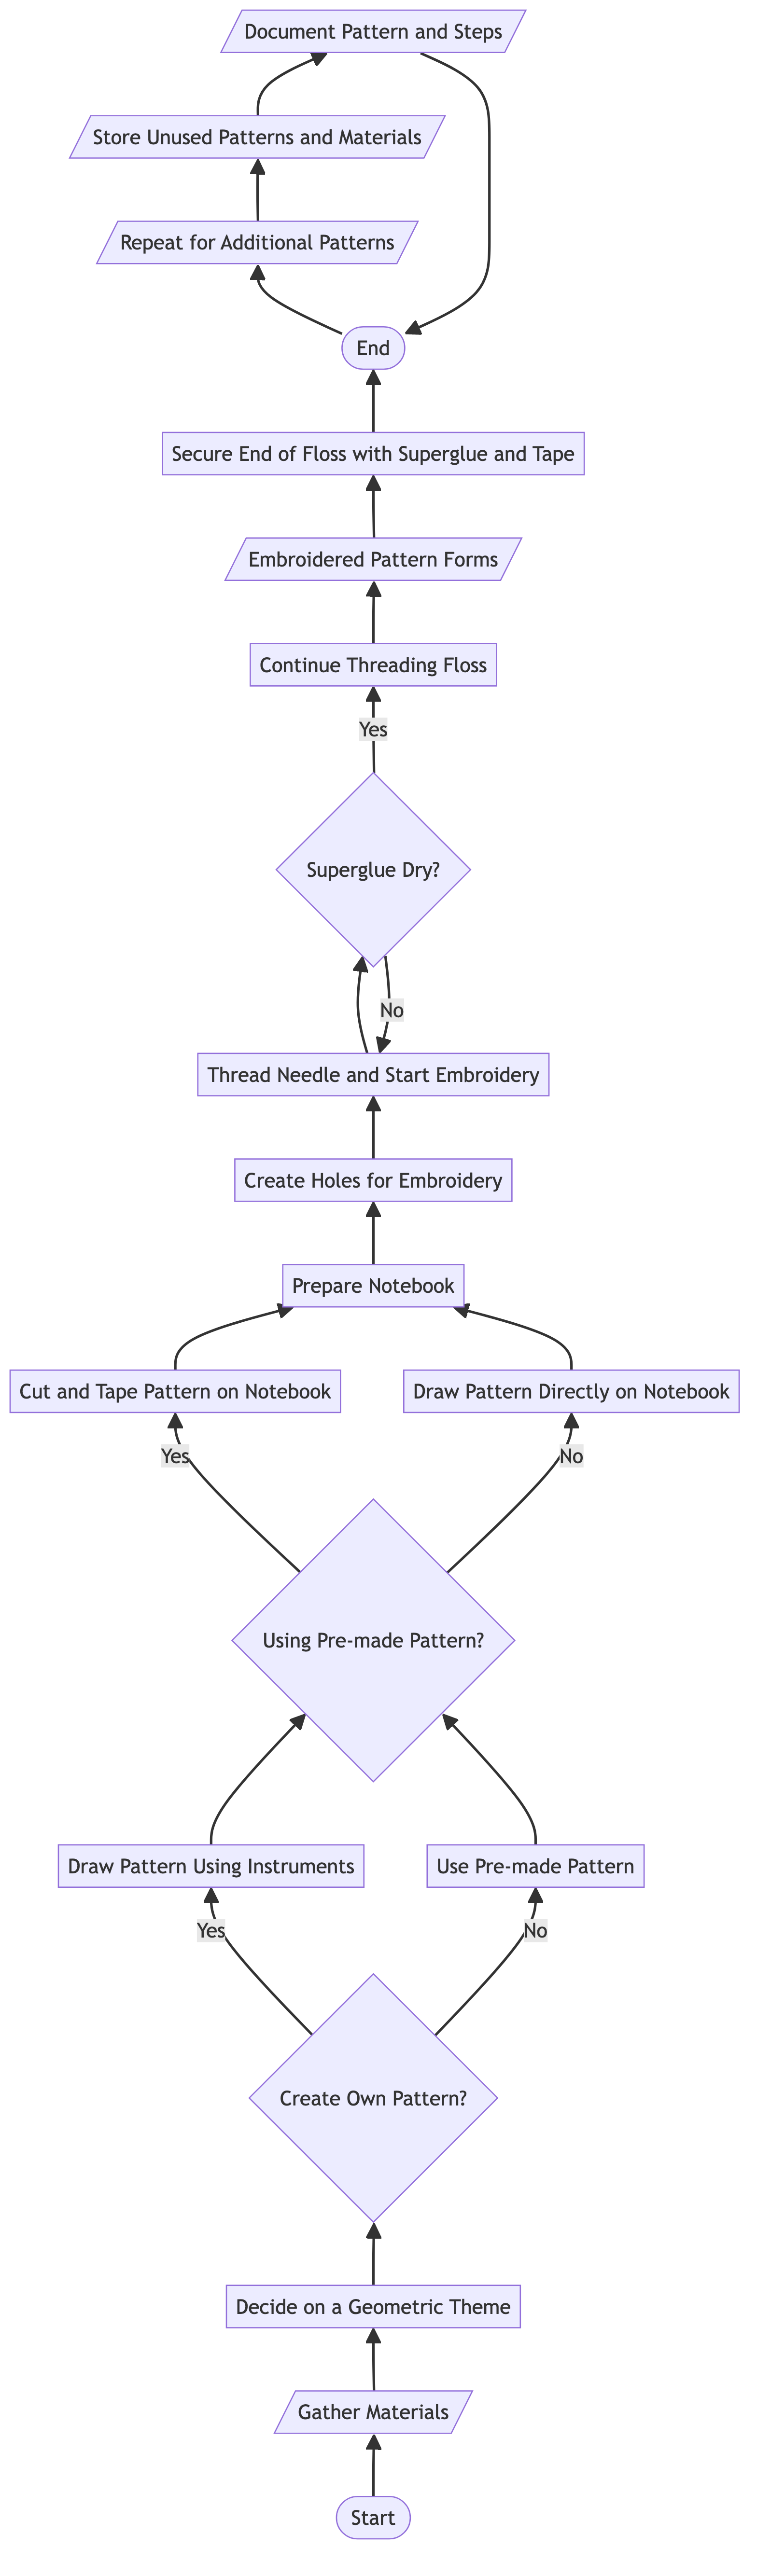 Document Pattern and Steps
Store Unused Patterns and Materials
Repeat for Additional Patterns
End
Secure End of Floss with Superglue and Tape
Embroidered Pattern Forms
Continue Threading Floss
Yes
Superglue Dry?
No
Thread Needle and Start Embroidery
Create Holes for Embroidery
Prepare Notebook
Cut and Tape Pattern on Notebook
Draw Pattern Directly on Notebook
Yes
No
Using Pre-made Pattern?
Draw Pattern Using Instruments
Use Pre-made Pattern
Yes
No
Create Own Pattern?
Decide on a Geometric Theme
Gather Materials
Start